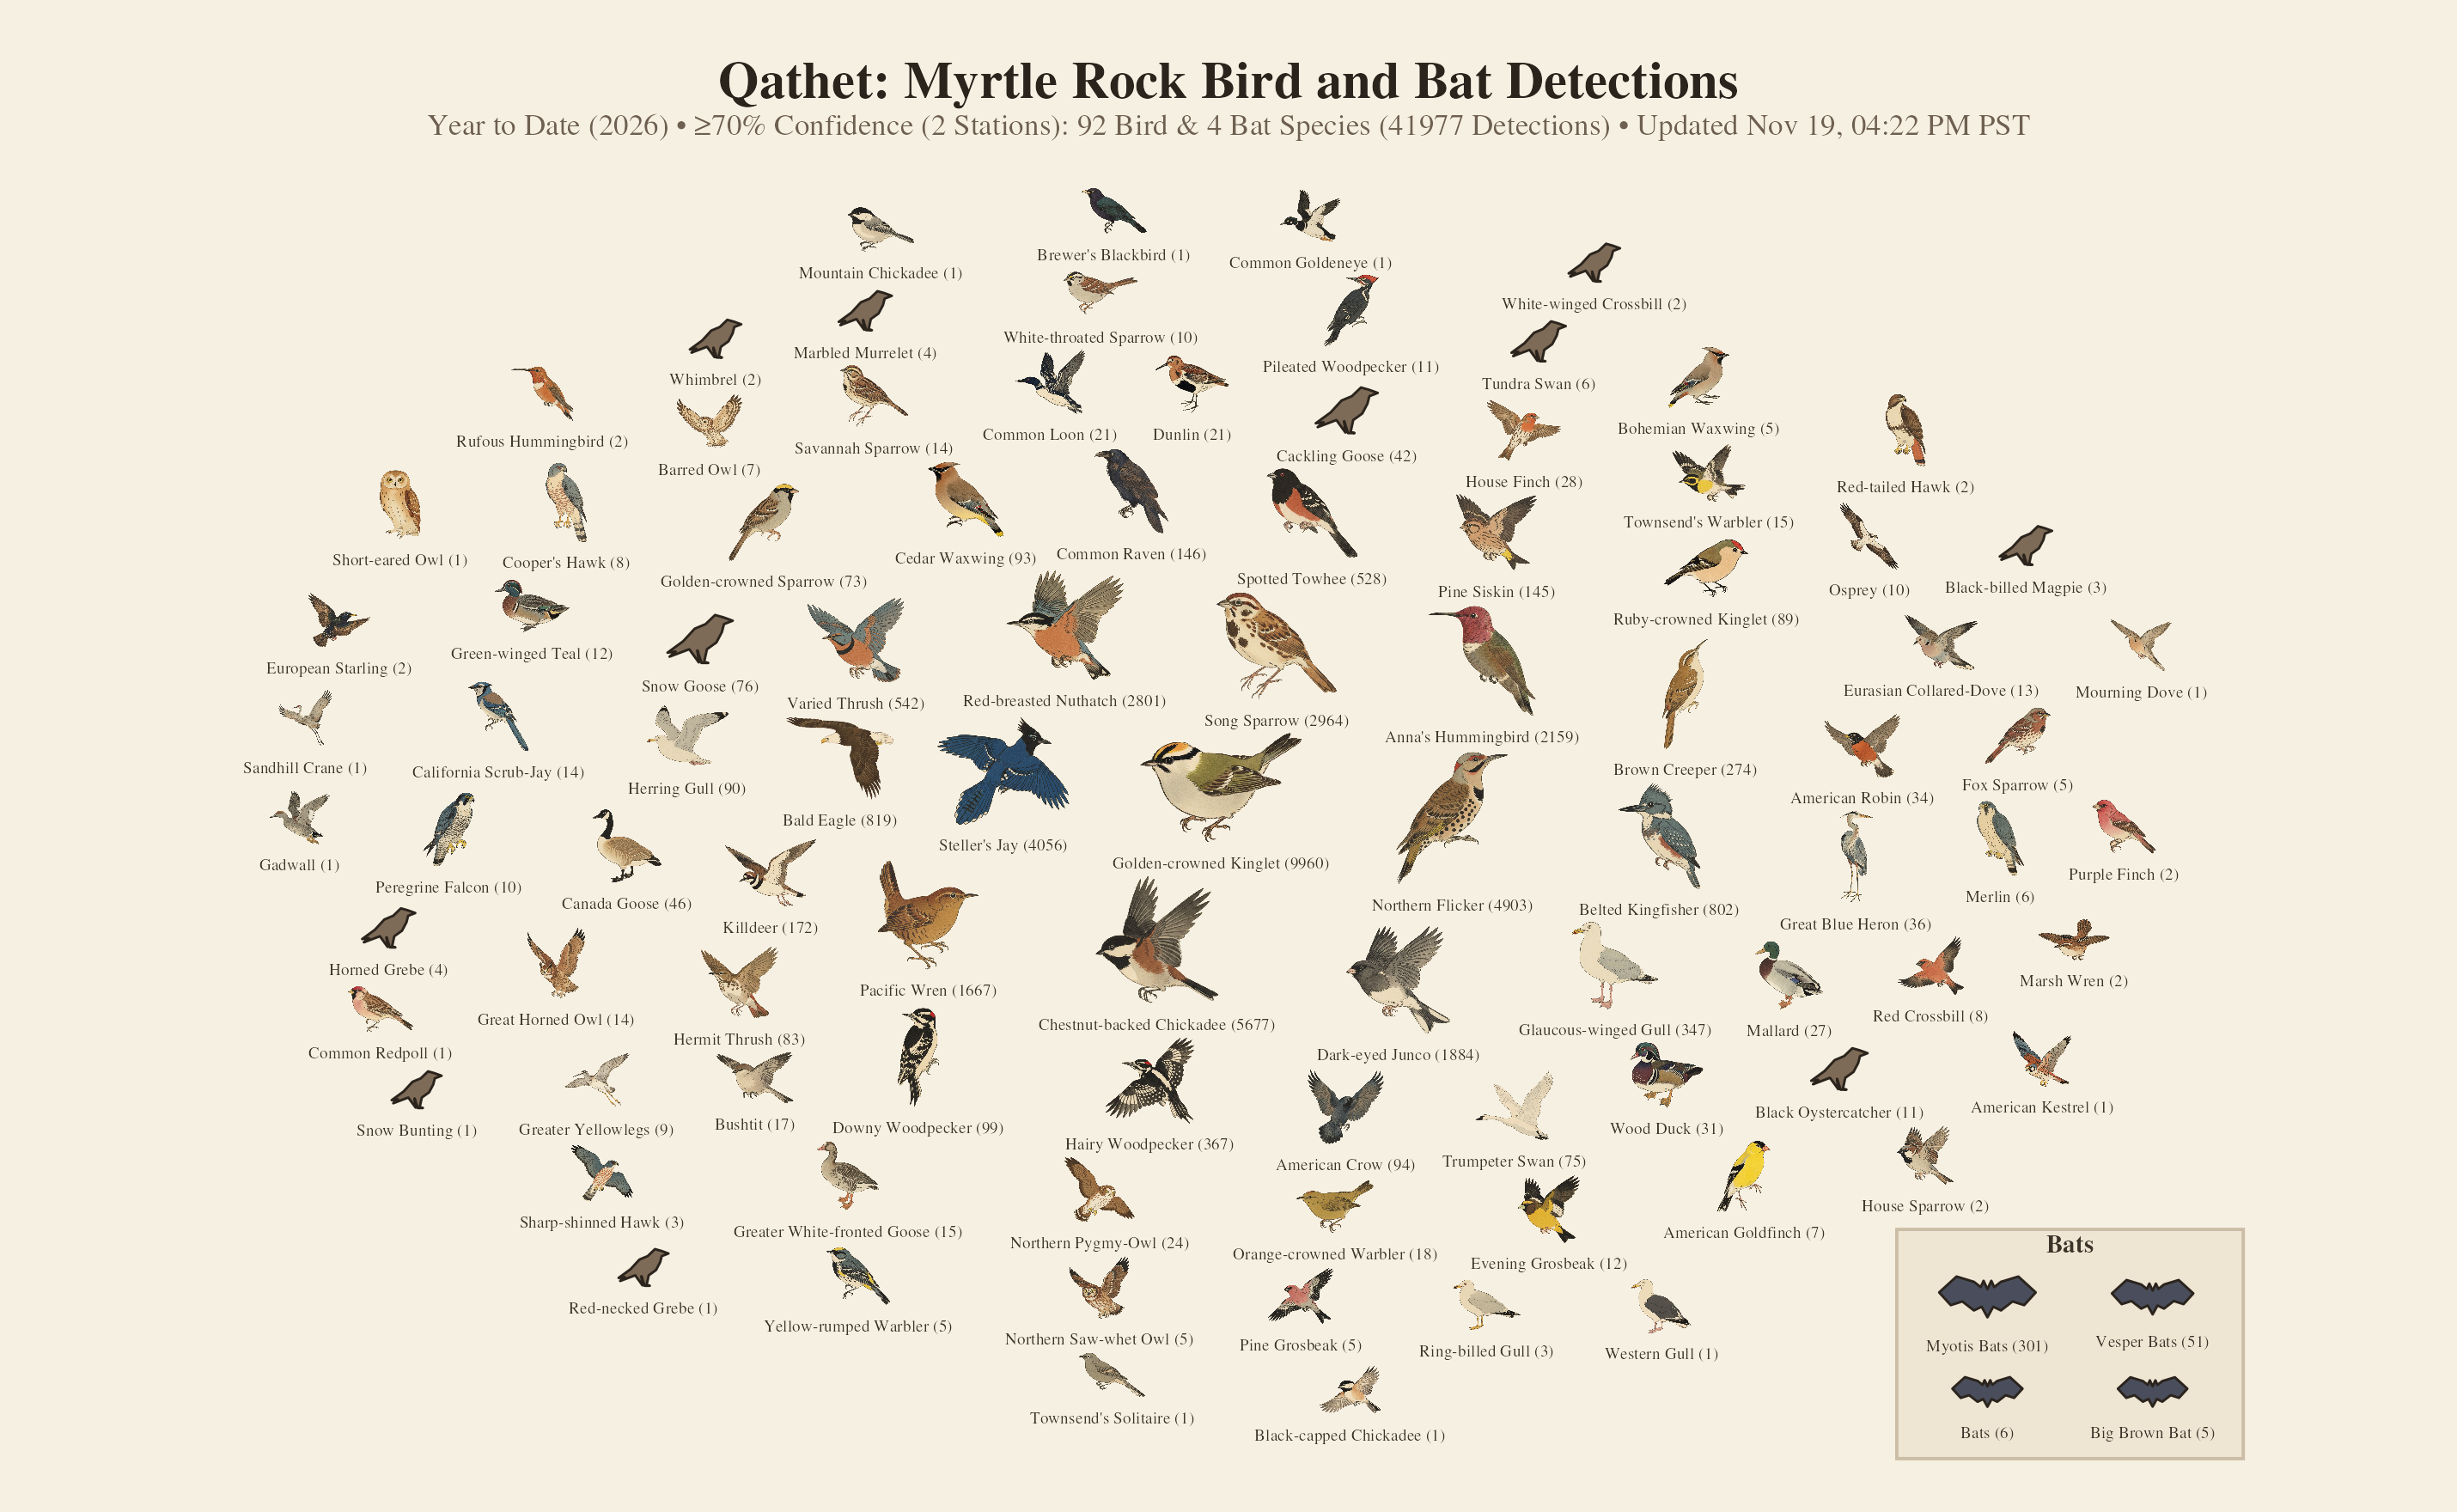 Qathet: Myrtle Rock Bird and Bat Detections
Year to Date (2026) • ≥70% Confidence (2 Stations): 92 Bird & 4 Bat Species (41977 Detections) • Updated Nov 19, 04:22 PM PST
Brewer's Blackbird (1)
Common Goldeneye (1)
Mountain Chickadee (1)
White-winged Crossbill (2)
White-throated Sparrow (10)
Marbled Murrelet (4)
Pileated Woodpecker (11)
Whimbrel (2)
Tundra Swan (6)
Bohemian Waxwing (5)
Common Loon (21)
Dunlin (21)
Rufous Hummingbird (2)
Savannah Sparrow (14)
Cackling Goose (42)
Barred Owl (7)
House Finch (28)
Red-tailed Hawk (2)
Townsend's Warbler (15)
Common Raven (146)
Cedar Waxwing (93)
Short-eared Owl (1)
Cooper's Hawk (8)
Spotted Towhee (528)
Golden-crowned Sparrow (73)
Black-billed Magpie (3)
Osprey (10)
Pine Siskin (145)
Ruby-crowned Kinglet (89)
Green-winged Teal (12)
European Starling (2)
Snow Goose (76)
Eurasian Collared-Dove (13)
Mourning Dove (1)
Red-breasted Nuthatch (2801)
Varied Thrush (542)
Song Sparrow (2964)
Anna's Hummingbird (2159)
Sandhill Crane (1)
Brown Creeper (274)
California Scrub-Jay (14)
Fox Sparrow (5)
Herring Gull (90)
American Robin (34)
Bald Eagle (819)
Steller's Jay (4056)
Golden-crowned Kinglet (9960)
Gadwall (1)
Purple Finch (2)
Peregrine Falcon (10)
Merlin (6)
Canada Goose (46)
Northern Flicker (4903)
Belted Kingfisher (802)
Great Blue Heron (36)
Killdeer (172)
Horned Grebe (4)
Marsh Wren (2)
Pacific Wren (1667)
Red Crossbill (8)
Great Horned Owl (14)
Chestnut-backed Chickadee (5677)
Glaucous-winged Gull (347)
Mallard (27)
Hermit Thrush (83)
Common Redpoll (1)
Dark-eyed Junco (1884)
American Kestrel (1)
Black Oystercatcher (11)
Bushtit (17)
Downy Woodpecker (99)
Greater Yellowlegs (9)
Wood Duck (31)
Snow Bunting (1)
Hairy Woodpecker (367)
Trumpeter Swan (75)
American Crow (94)
House Sparrow (2)
Sharp-shinned Hawk (3)
Greater White-fronted Goose (15)
American Goldfinch (7)
Northern Pygmy-Owl (24)
Orange-crowned Warbler (18)
Evening Grosbeak (12)
Red-necked Grebe (1)
Yellow-rumped Warbler (5)
Northern Saw-whet Owl (5)
Pine Grosbeak (5)
Ring-billed Gull (3)
Western Gull (1)
Townsend's Solitaire (1)
Black-capped Chickadee (1)
Bats
Myotis Bats (301)
Vesper Bats (51)
Bats (6)
Big Brown Bat (5)